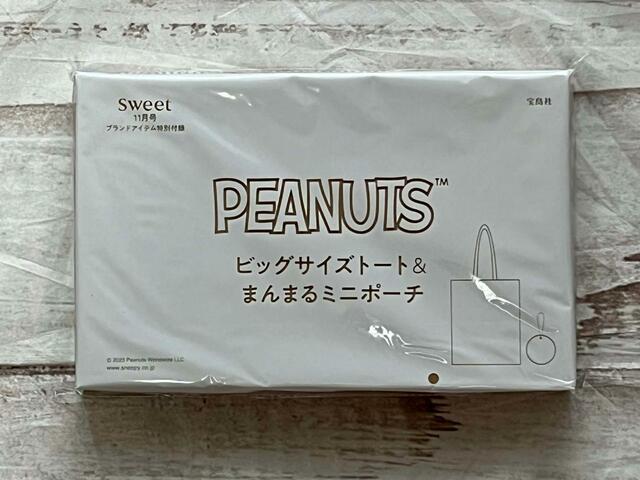 sweet
11月号
ブランドアイテム特別付録
宝島社
PEANUTS™
ビッグサイズトート&
まんまるミニポーチ
© 2023 Peanuts Worldwide LLC
www.snoopy.co.jp